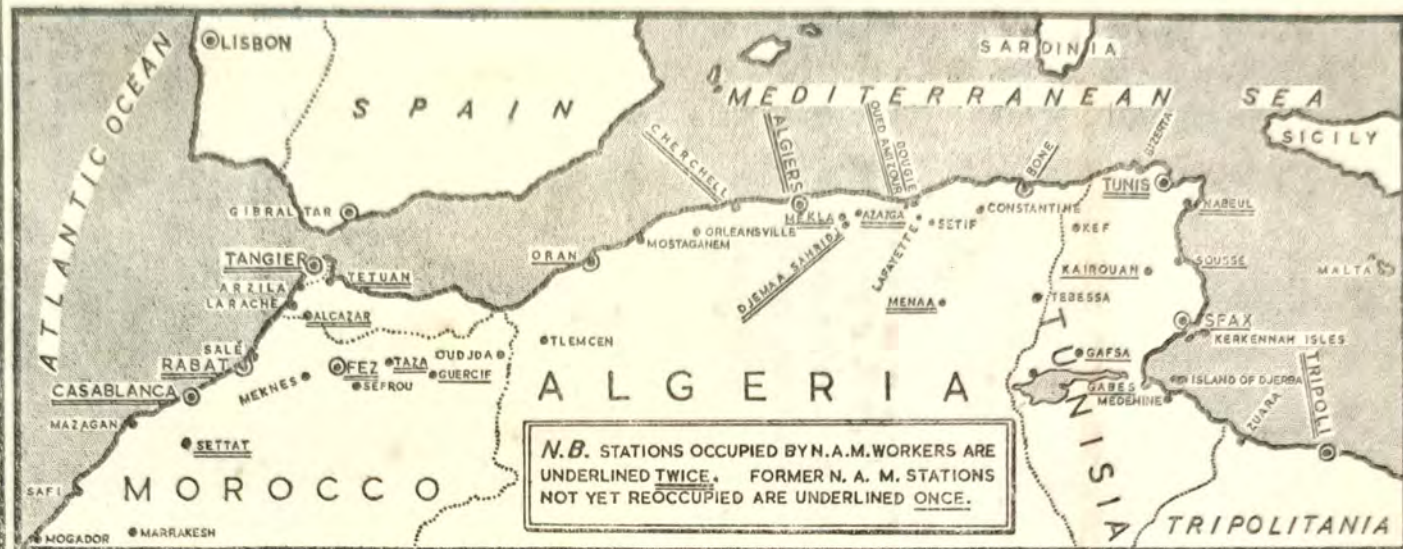 LISBON
SARDINIA
ATLANTIC OCEAN
SPAIN
MEDITERRANEAN SEA
SICILY
CHERCHELL
ALGIERS
OUED AMIZOUR
BOUGIE
BONE
BIZERTA
TUNIS
NABEUL
GIBRALTAR
MEKLA
AZAZGA
SETIF
CONSTANTINE
KEF
MOSTAGANEM
ORLEANSVILLE
TANGIER
TETUAN
ORAN
DJEMAA SAHRIDJ
LAFAYETTE
KAIROUAN
SOUSSE
MALTA
ARZILA
LARACHE
ALCAZAR
MENAA
TEBESSA
SFAX
KERKENNAH ISLES
SALÉ
RABAT
FEZ
TAZA
OUDJDA
TLEMCEN
GUERCIF
SEFROU
MEKNES
GAFSA
TRIPOLI
CASABLANCA
ALGERIA
TUNISIA
GABES
ISLAND OF DJERBA
MEDENINE
MAZAGAN
ZUARA
SETTAT
N.B. STATIONS OCCUPIED BY N.A.M. WORKERS ARE
UNDERLINED TWICE. FORMER N. A. M. STATIONS
NOT YET REOCCUPIED ARE UNDERLINED ONCE.
SAFI
MOROCCO
MOGADOR
MARRAKESH
TRIPOLITANIA